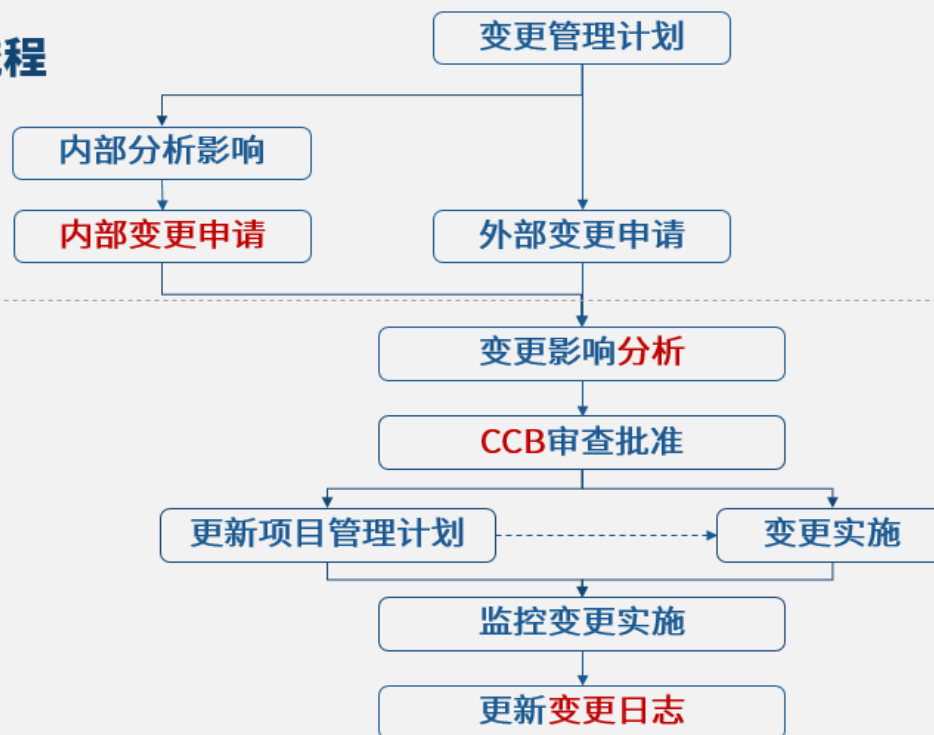 程
变更管理计划
内部分析影响
内部变更申请
外部变更申请
变更影响分析
CCB审查批准
更新项目管理计划
变更实施
监控变更实施
更新变更日志